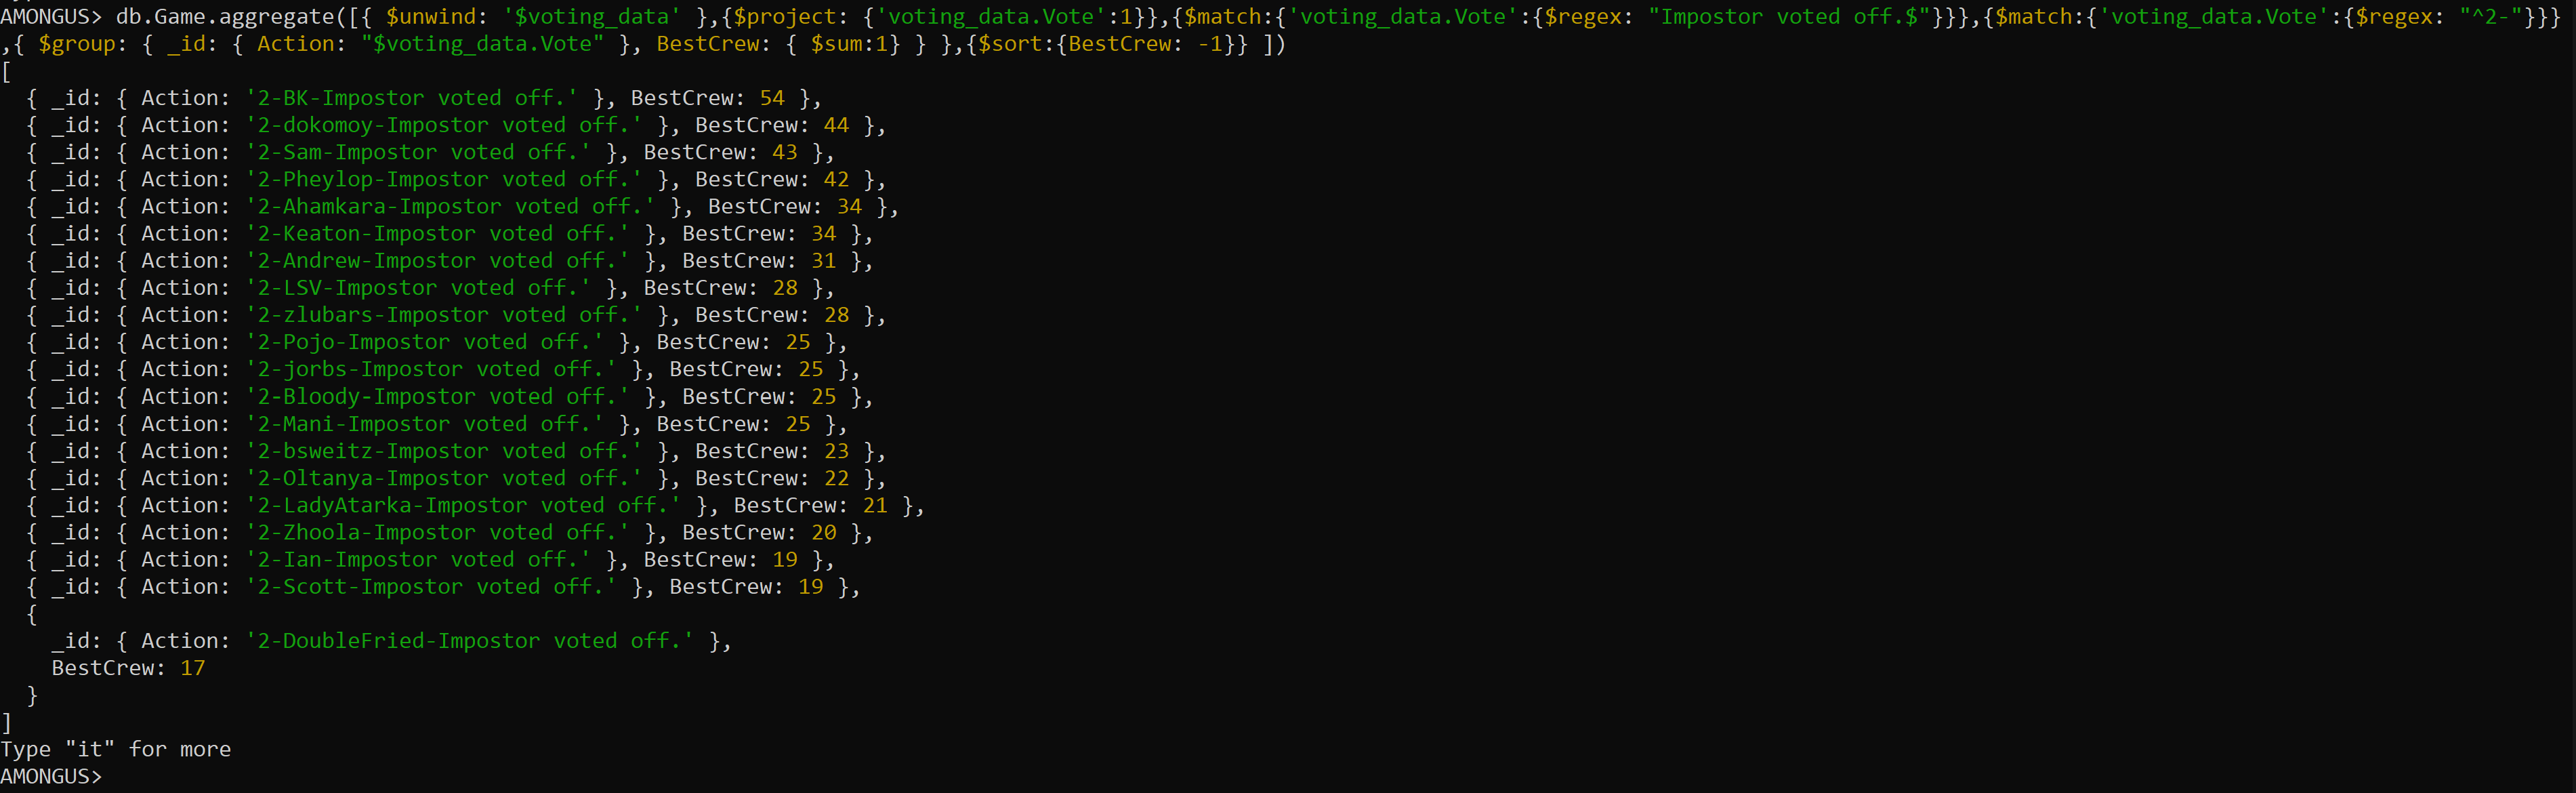 AMONGUS> db.Game.aggregate([{ $unwind: '$voting_data' },{$project: {'voting_data.Vote':1}},{$match:{'voting_data.Vote':{$regex: "Impostor voted off.$"}}},{$match:{'voting_data.Vote':{$regex: "^2-"}}}
,{ $group: { _id: { Action: "$voting_data.Vote" }, BestCrew: { $sum:1} } },{$sort:{BestCrew: -1}} ])
[
  { _id: { Action: '2-BK-Impostor voted off.' }, BestCrew: 54 },
  { _id: { Action: '2-dokomoy-Impostor voted off.' }, BestCrew: 44 },
  { _id: { Action: '2-Sam-Impostor voted off.' }, BestCrew: 43 },
  { _id: { Action: '2-Pheylop-Impostor voted off.' }, BestCrew: 42 },
  { _id: { Action: '2-Ahamkara-Impostor voted off.' }, BestCrew: 34 },
  { _id: { Action: '2-Keaton-Impostor voted off.' }, BestCrew: 34 },
  { _id: { Action: '2-Andrew-Impostor voted off.' }, BestCrew: 31 },
  { _id: { Action: '2-LSV-Impostor voted off.' }, BestCrew: 28 },
  { _id: { Action: '2-zlubars-Impostor voted off.' }, BestCrew: 28 },
  { _id: { Action: '2-Pojo-Impostor voted off.' }, BestCrew: 25 },
  { _id: { Action: '2-jorbs-Impostor voted off.' }, BestCrew: 25 },
  { _id: { Action: '2-Bloody-Impostor voted off.' }, BestCrew: 25 },
  { _id: { Action: '2-Mani-Impostor voted off.' }, BestCrew: 25 },
  { _id: { Action: '2-bsweitz-Impostor voted off.' }, BestCrew: 23 },
  { _id: { Action: '2-Oltanya-Impostor voted off.' }, BestCrew: 22 },
  { _id: { Action: '2-LadyAtarka-Impostor voted off.' }, BestCrew: 21 },
  { _id: { Action: '2-Zhoola-Impostor voted off.' }, BestCrew: 20 },
  { _id: { Action: '2-Ian-Impostor voted off.' }, BestCrew: 19 },
  { _id: { Action: '2-Scott-Impostor voted off.' }, BestCrew: 19 },
  {
    _id: { Action: '2-DoubleFried-Impostor voted off.' },
    BestCrew: 17
  }
]
Type "it" for more
AMONGUS>